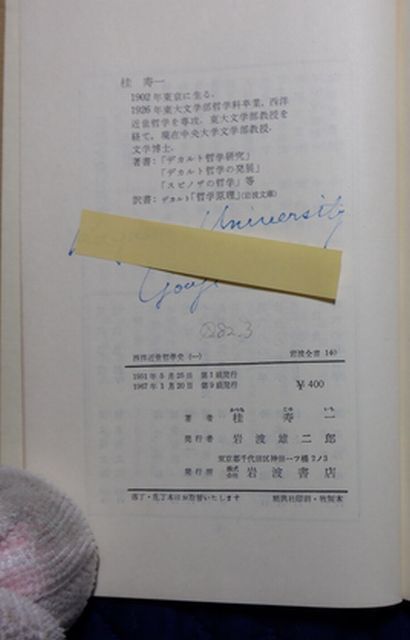 桂 寿一
1902年東京に生る.
1926年東大文学部哲学科卒業, 西洋
近世哲学を専攻. 東大文学部教授を
経て, 現在中央大学文学部教授.
文学博士.
著書:「デカルト哲学研究」
「デカルト哲学の発展」
「スピノザの哲学」等
訳書: デカルト「哲学原理」(岩波文庫)
University
282.3
西洋近世哲学史 (一) 岩波全書 140
1951年5月25日 第1刷発行
1967年1月20日 第9刷発行
¥400
著者 桂寿一
かつら じゅ いち
発行者 岩波雄二郎
東京都千代田区神田一ツ橋2ノ3
発行所 株式会社 岩波書店
落丁・乱丁本はお取替いたします